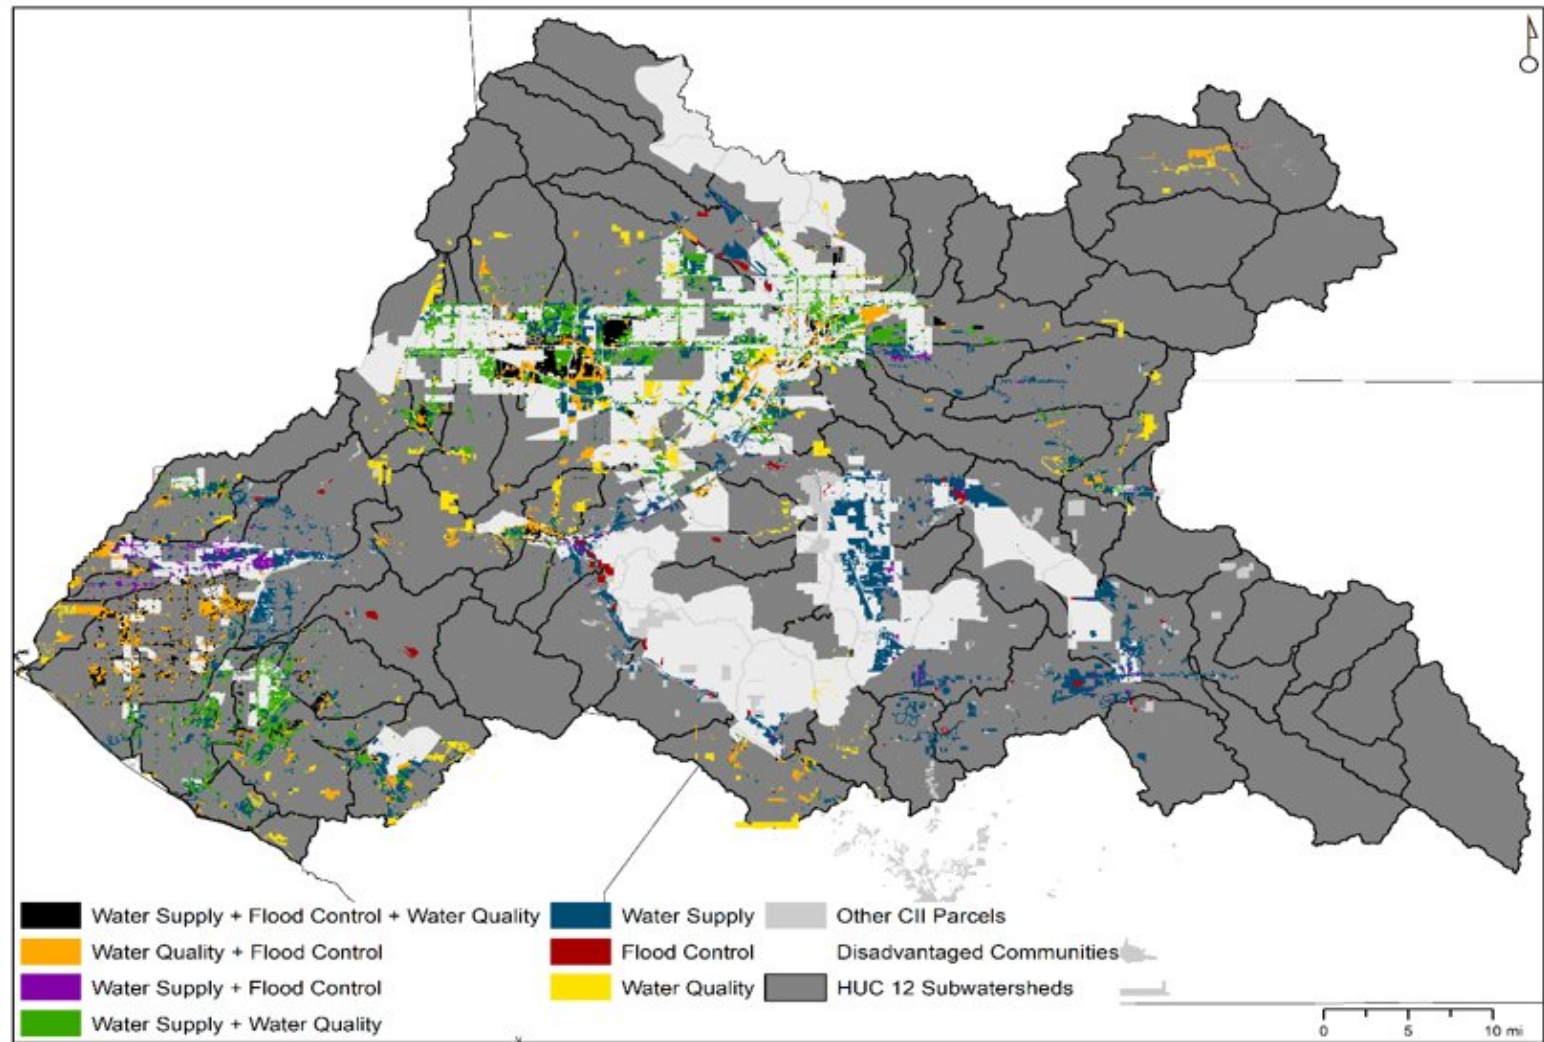 Water Supply + Flood Control + Water Quality
Water Quality + Flood Control
Water Supply + Flood Control
Water Supply + Water Quality
Water Supply
Flood Control
Water Quality
Other CII Parcels
Disadvantaged Communities
HUC 12 Subwatersheds
0 5 10 mi